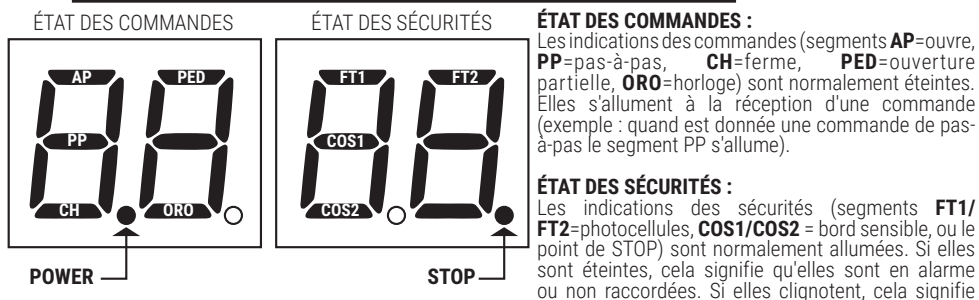 ÉTAT DES COMMANDES
ÉTAT DES SÉCURITÉS
AP
PED
PP
CH
ORO
POWER
FT1
FT2
COS1
COS2
STOP
ÉTAT DES COMMANDES :
Les indications des commandes (segments AP=ouvre,
PP=pas-à-pas, CH=ferme, PED=ouverture
partielle, ORO=horloge) sont normalement éteintes.
Elles s'allument à la réception d'une commande
(exemple : quand est donnée une commande de pas-
à-pas le segment PP s'allume).
ÉTAT DES SÉCURITÉS :
Les indications des sécurités (segments FT1/
FT2=photocellules, COS1/COS2 = bord sensible, ou le
point de STOP) sont normalement allumées. Si elles
sont éteintes, cela signifie qu'elles sont en alarme
ou non raccordées. Si elles clignotent, cela signifie